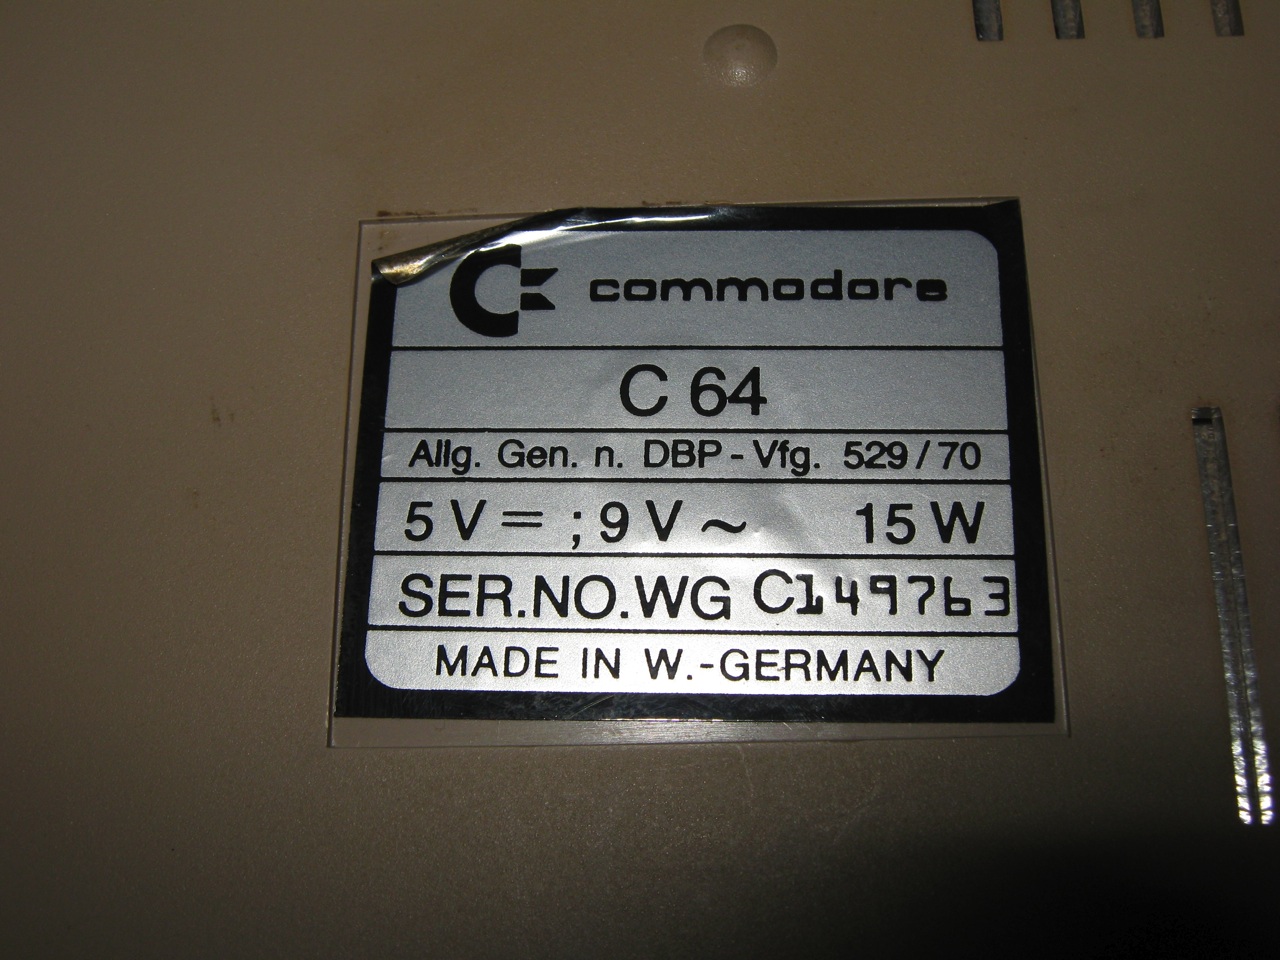 commodore
C 64
Allg. Gen. n. DBP - Vfg. 529 / 70
5 V = ; 9 V ~ 15 W
SER.NO.WG C149763
MADE IN W.-GERMANY